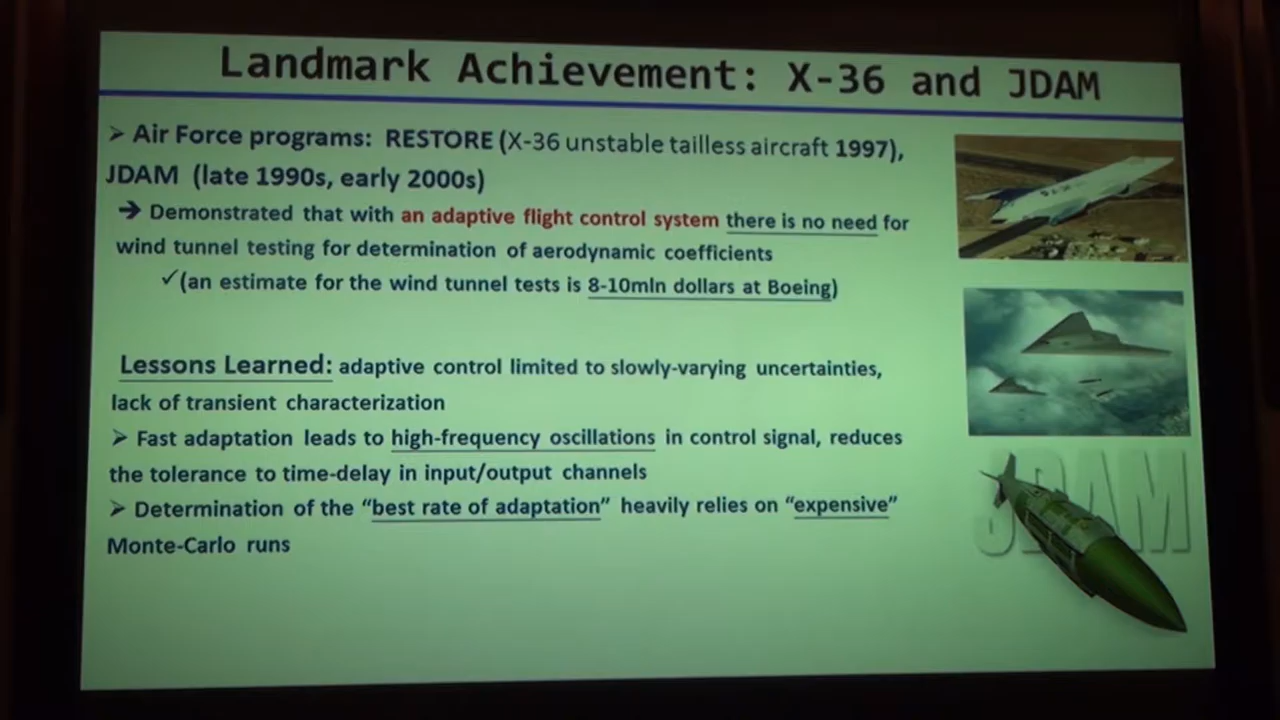 Landmark Achievement: X-36 and JDAM
➢ Air Force programs: RESTORE (X-36 unstable tailless aircraft 1997),
JDAM (late 1990s, early 2000s)
➔ Demonstrated that with an adaptive flight control system there is no need for
wind tunnel testing for determination of aerodynamic coefficients
✓(an estimate for the wind tunnel tests is 8-10mln dollars at Boeing)
Lessons Learned: adaptive control limited to slowly-varying uncertainties,
lack of transient characterization
➢ Fast adaptation leads to high-frequency oscillations in control signal, reduces
the tolerance to time-delay in input/output channels
➢ Determination of the “best rate of adaptation” heavily relies on “expensive”
Monte-Carlo runs
JDAM